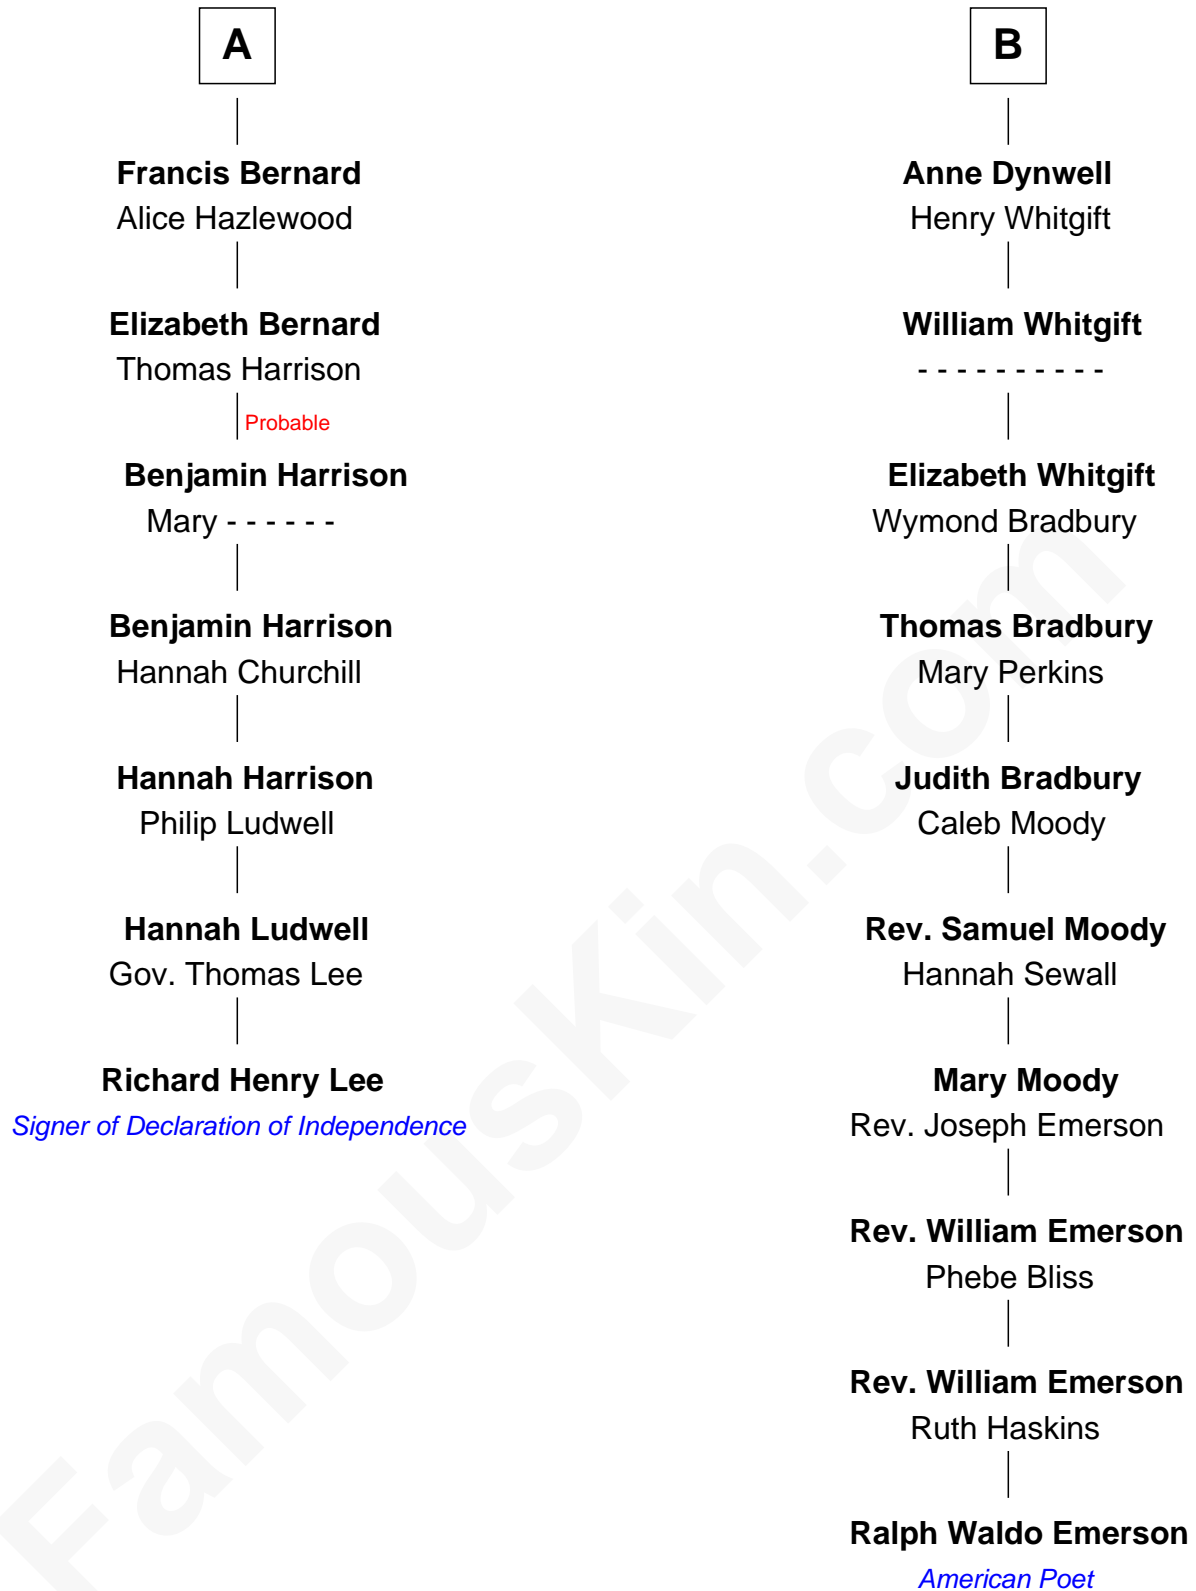 A
Francis Bernard
Alice Hazlewood
Elizabeth Bernard
Thomas Harrison
Probable
Benjamin Harrison
Mary - - - - - -
Benjamin Harrison
Hannah Churchill
Hannah Harrison
Philip Ludwell
Hannah Ludwell
Gov. Thomas Lee
Richard Henry Lee
Signer of Declaration of Independence
B
Anne Dynwell
Henry Whitgift
William Whitgift
- - - - - - - - - -
Elizabeth Whitgift
Wymond Bradbury
Thomas Bradbury
Mary Perkins
Judith Bradbury
Caleb Moody
Rev. Samuel Moody
Hannah Sewall
Mary Moody
Rev. Joseph Emerson
Rev. William Emerson
Phebe Bliss
Rev. William Emerson
Ruth Haskins
Ralph Waldo Emerson
American Poet
FamousKin.com